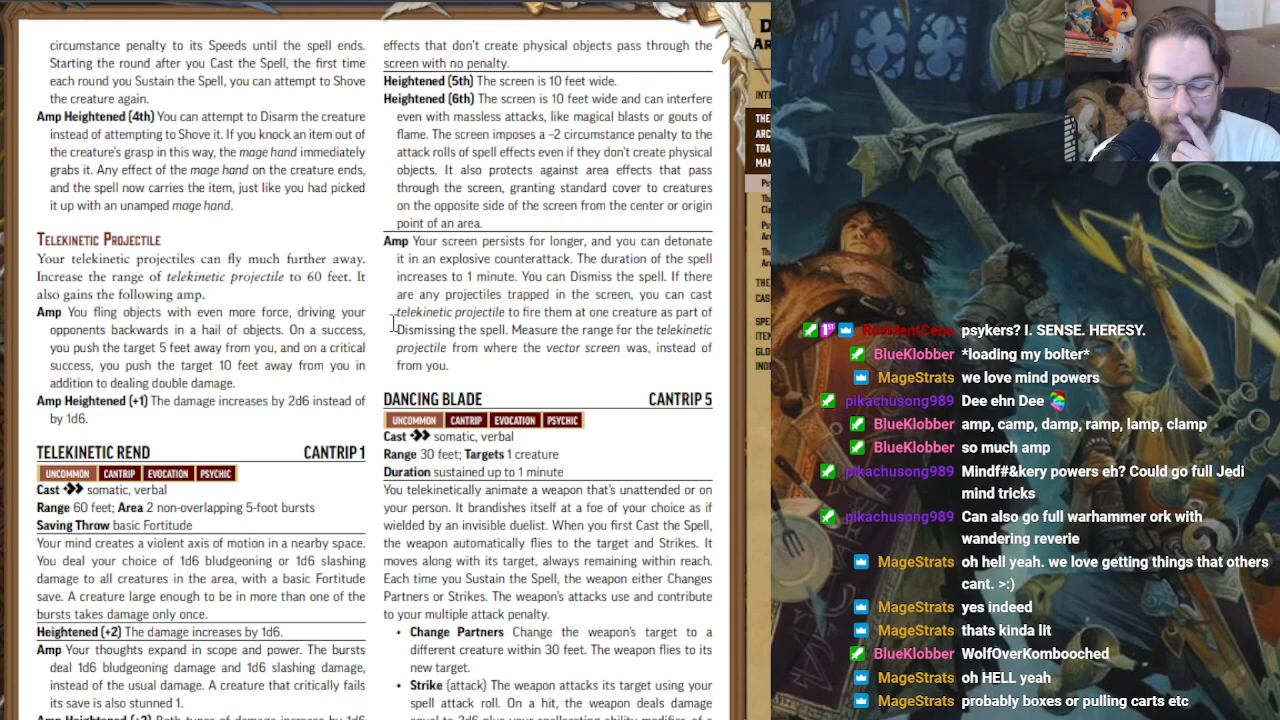 circumstance penalty to its Speeds until the spell ends.
Starting the round after you Cast the Spell, the first time
each round you Sustain the Spell, you can attempt to Shove
the creature again.
Amp Heightened (4th) You can attempt to Disarm the creature
instead of attempting to Shove it. If you knock an item out of
the creature's grasp in this way, the mage hand immediately
grabs it. Any effect of the mage hand on the creature ends,
and the spell now carries the item, just like you had picked
it up with an unamped mage hand.
TELEKINETIC PROJECTILE
Your telekinetic projectiles can fly much further away.
Increase the range of telekinetic projectile to 60 feet. It
also gains the following amp.
Amp You fling objects with even more force, driving your
opponents backwards in a hail of objects. On a success,
you push the target 5 feet away from you, and on a critical
success, you push the target 10 feet away from you in
addition to dealing double damage.
Amp Heightened (+1) The damage increases by 2d6 instead of
by 1d6.
TELEKINETIC REND CANTRIP 1
UNCOMMON CANTRIP EVOCATION PSYCHIC
Cast somatic, verbal
Range 60 feet; Area 2 non-overlapping 5-foot bursts
Saving Throw basic Fortitude
Your mind creates a violent axis of motion in a nearby space.
You deal your choice of 1d6 bludgeoning or 1d6 slashing
damage to all creatures in the area, with a basic Fortitude
save. A creature large enough to be in more than one of the
bursts takes damage only once.
Heightened (+2) The damage increases by 1d6.
Amp Your thoughts expand in scope and power. The bursts
deal 1d6 bludgeoning damage and 1d6 slashing damage,
instead of the usual damage. A creature that critically fails
its save is also stunned 1.
Amp Heightened (+2) Both types of damage increase by 1d6
effects that don't create physical objects pass through the
screen with no penalty.
Heightened (5th) The screen is 10 feet wide.
Heightened (6th) The screen is 10 feet wide and can interfere
even with massless attacks, like magical blasts or gouts of
flame. The screen imposes a –2 circumstance penalty to the
attack rolls of spell effects even if they don't create physical
objects. It also protects against area effects that pass
through the screen, granting standard cover to creatures
on the opposite side of the screen from the center or origin
point of an area.
Amp Your screen persists for longer, and you can detonate
it in an explosive counterattack. The duration of the spell
increases to 1 minute. You can Dismiss the spell. If there
are any projectiles trapped in the screen, you can cast
telekinetic projectile to fire them at one creature as part of
Dismissing the spell. Measure the range for the telekinetic
projectile from where the vector screen was, instead of
from you.
DANCING BLADE CANTRIP 5
UNCOMMON CANTRIP EVOCATION PSYCHIC
Cast somatic, verbal
Range 30 feet; Targets 1 creature
Duration sustained up to 1 minute
You telekinetically animate a weapon that's unattended or on
your person. It brandishes itself at a foe of your choice as if
wielded by an invisible duelist. When you first Cast the Spell,
the weapon automatically flies to the target and Strikes. It
moves along with its target, always remaining within reach.
Each time you Sustain the Spell, the weapon either Changes
Partners or Strikes. The weapon's attacks use and contribute
to your multiple attack penalty.
• Change Partners Change the weapon's target to a
different creature within 30 feet. The weapon flies to its
new target.
• Strike (attack) The weapon attacks its target using your
spell attack roll. On a hit, the weapon deals damage
ResidentCeno psykers? I. SENSE. HERESY.
BlueKlobber *loading my bolter*
MageStrats we love mind powers
pikachusong989 Dee ehn Dee
BlueKlobber amp, camp, damp, ramp, lamp, clamp
BlueKlobber so much amp
pikachusong989 Mindf#&kery powers eh? Could go full Jedi
mind tricks
pikachusong989 Can also go full warhammer ork with
wandering reverie
MageStrats oh hell yeah. we love getting things that others
cant. >:)
MageStrats yes indeed
MageStrats thats kinda lit
BlueKlobber WolfOverKombooched
MageStrats oh HELL yeah
MageStrats probably boxes or pulling carts etc